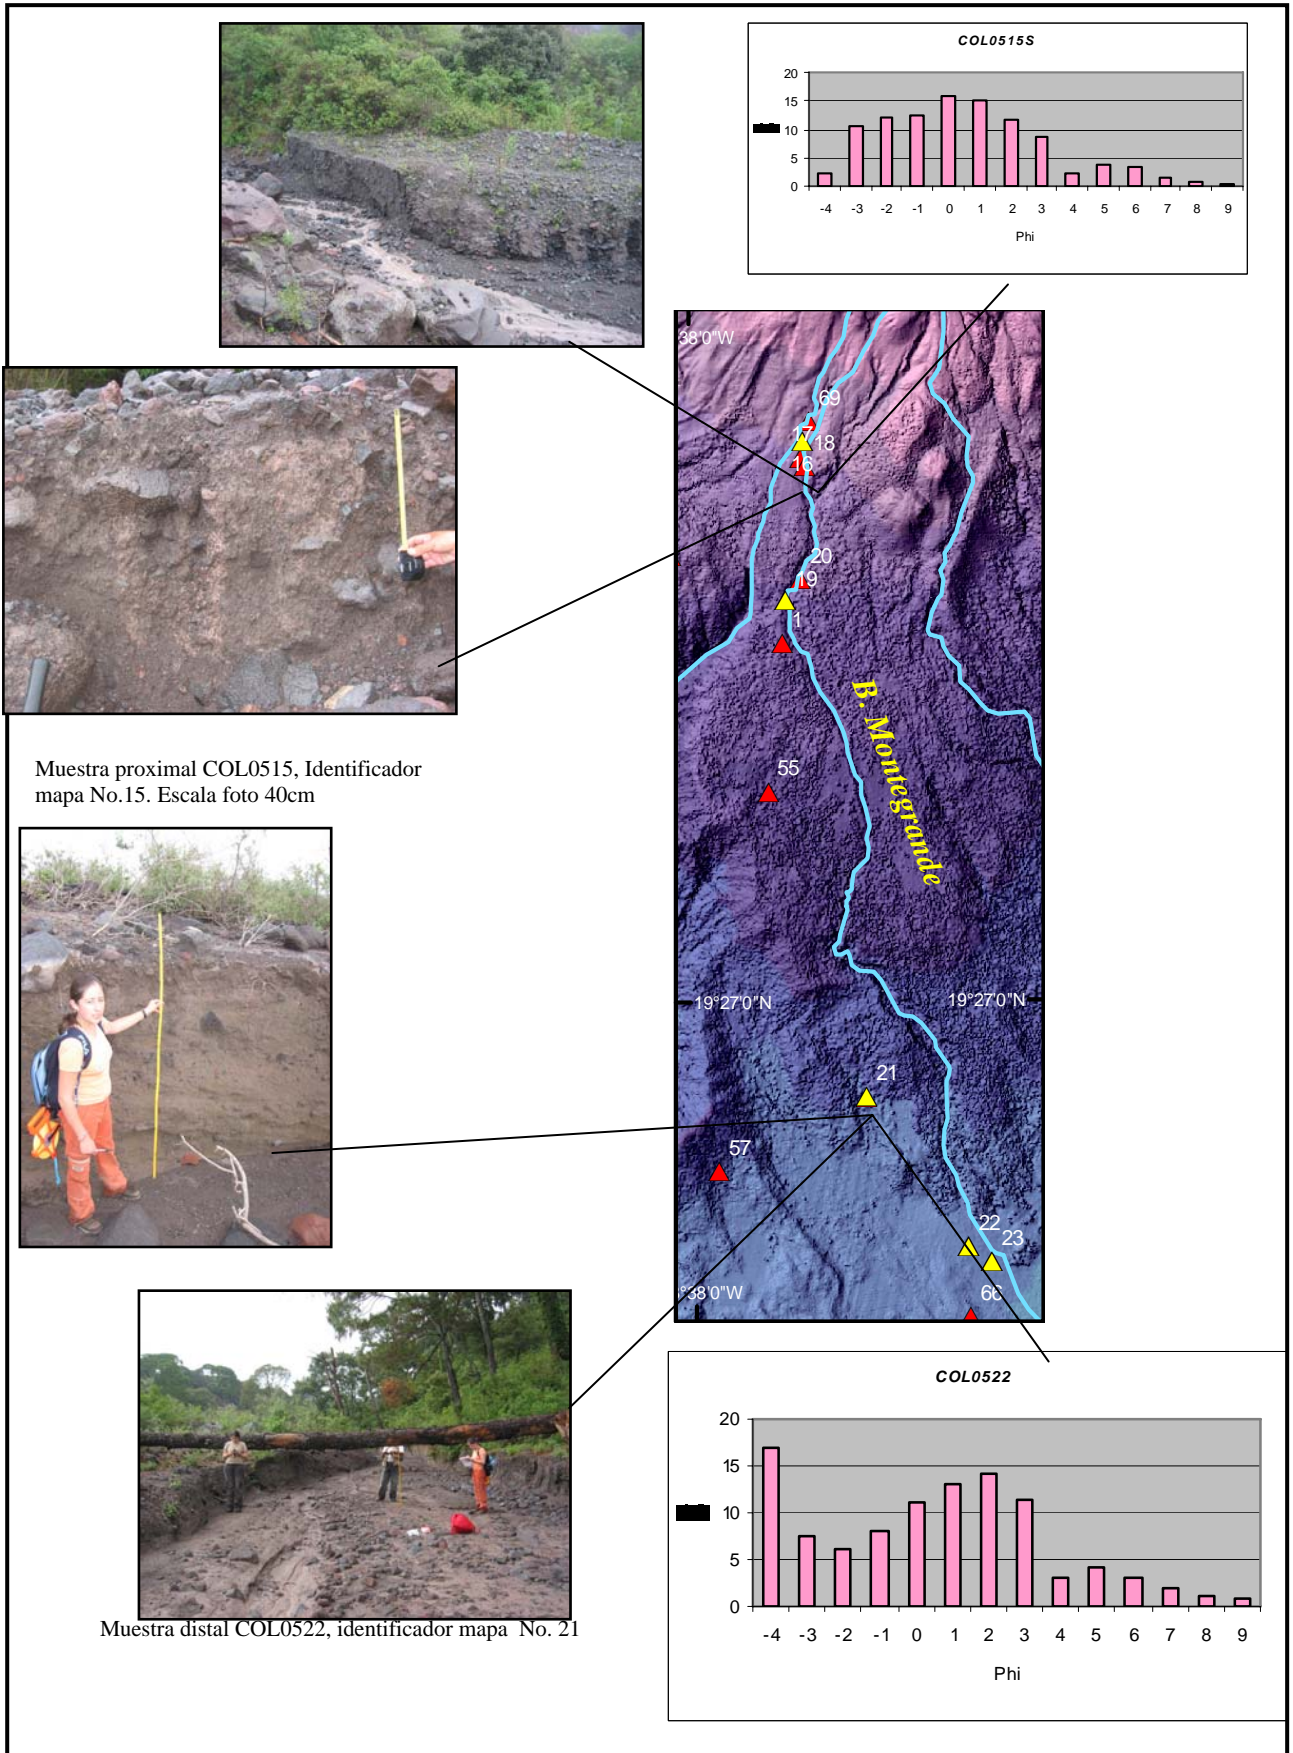 COL0515S
20
15
10
5
0
-4 -3 -2 -1 0 1 2 3 4 5 6 7 8 9
Phi
38'0"W
69
17
18
16
20
19
1
B. Montegrande
55
19°27'0"N
19°27'0"N
21
57
22
23
66
°38'0"W
Muestra proximal COL0515, Identificador
mapa No.15. Escala foto 40cm
Muestra distal COL0522, identificador mapa No. 21
COL0522
20
15
10
5
0
-4 -3 -2 -1 0 1 2 3 4 5 6 7 8 9
Phi